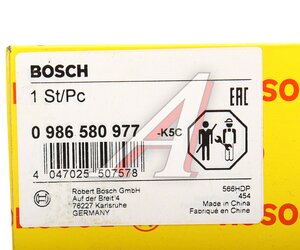 BOSCH
1 St/Pc
0 986 580 977 -K5C
EAC
4 047025 507578
Robert Bosch GmbH
Auf der Breit 4
76227 Karlsruhe
GERMANY
566HDP
454
Made in China
Fabriqué en Chine
BOSCH